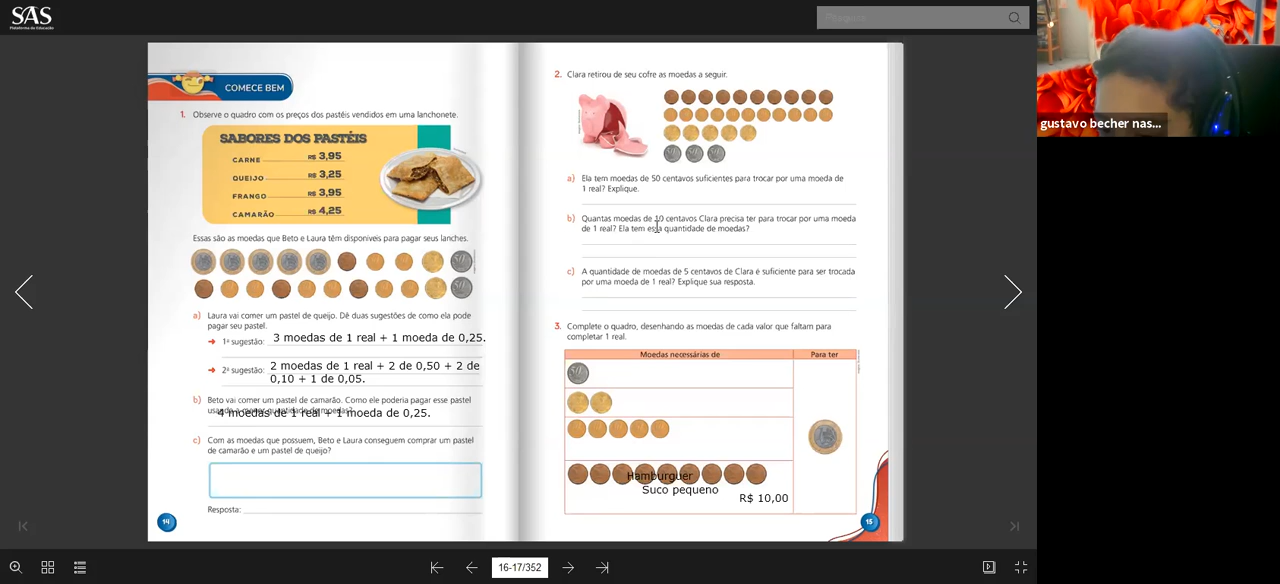 SAS
Plataforma de Educação
gustavo becher nas...
COMECE BEM
1. Observe o quadro com os preços dos pastéis vendidos em uma lanchonete.
SABORES DOS PASTÉIS
CARNE R$ 3,95
QUEIJO R$ 3,25
FRANGO R$ 3,95
CAMARÃO R$ 4,25
Essas são as moedas que Beto e Laura têm disponíveis para pagar seus lanches.
a) Laura vai comer um pastel de queijo. Dê duas sugestões de como ela pode
pagar seu pastel.
1ª sugestão: 3 moedas de 1 real + 1 moeda de 0,25.
2ª sugestão: 2 moedas de 1 real + 2 de 0,50 + 2 de
0,10 + 1 de 0,05.
b) Beto vai comer um pastel de camarão. Como ele poderia pagar esse pastel
4 moedas de 1 real + 1 moeda de 0,25.
c) Com as moedas que possuem, Beto e Laura conseguem comprar um pastel
de camarão e um pastel de queijo?
Resposta:
14
2. Clara retirou de seu cofre as moedas a seguir.
a) Ela tem moedas de 50 centavos suficientes para trocar por uma moeda de
1 real? Explique.
b) Quantas moedas de 10 centavos Clara precisa ter para trocar por uma moeda
de 1 real? Ela tem essa quantidade de moedas?
c) A quantidade de moedas de 5 centavos de Clara é suficiente para ser trocada
por uma moeda de 1 real? Explique sua resposta.
3. Complete o quadro, desenhando as moedas de cada valor que faltam para
completar 1 real.
Moedas necessárias de Para ter
Hamburguer
Suco pequeno
R$ 10,00
15
16-17/352